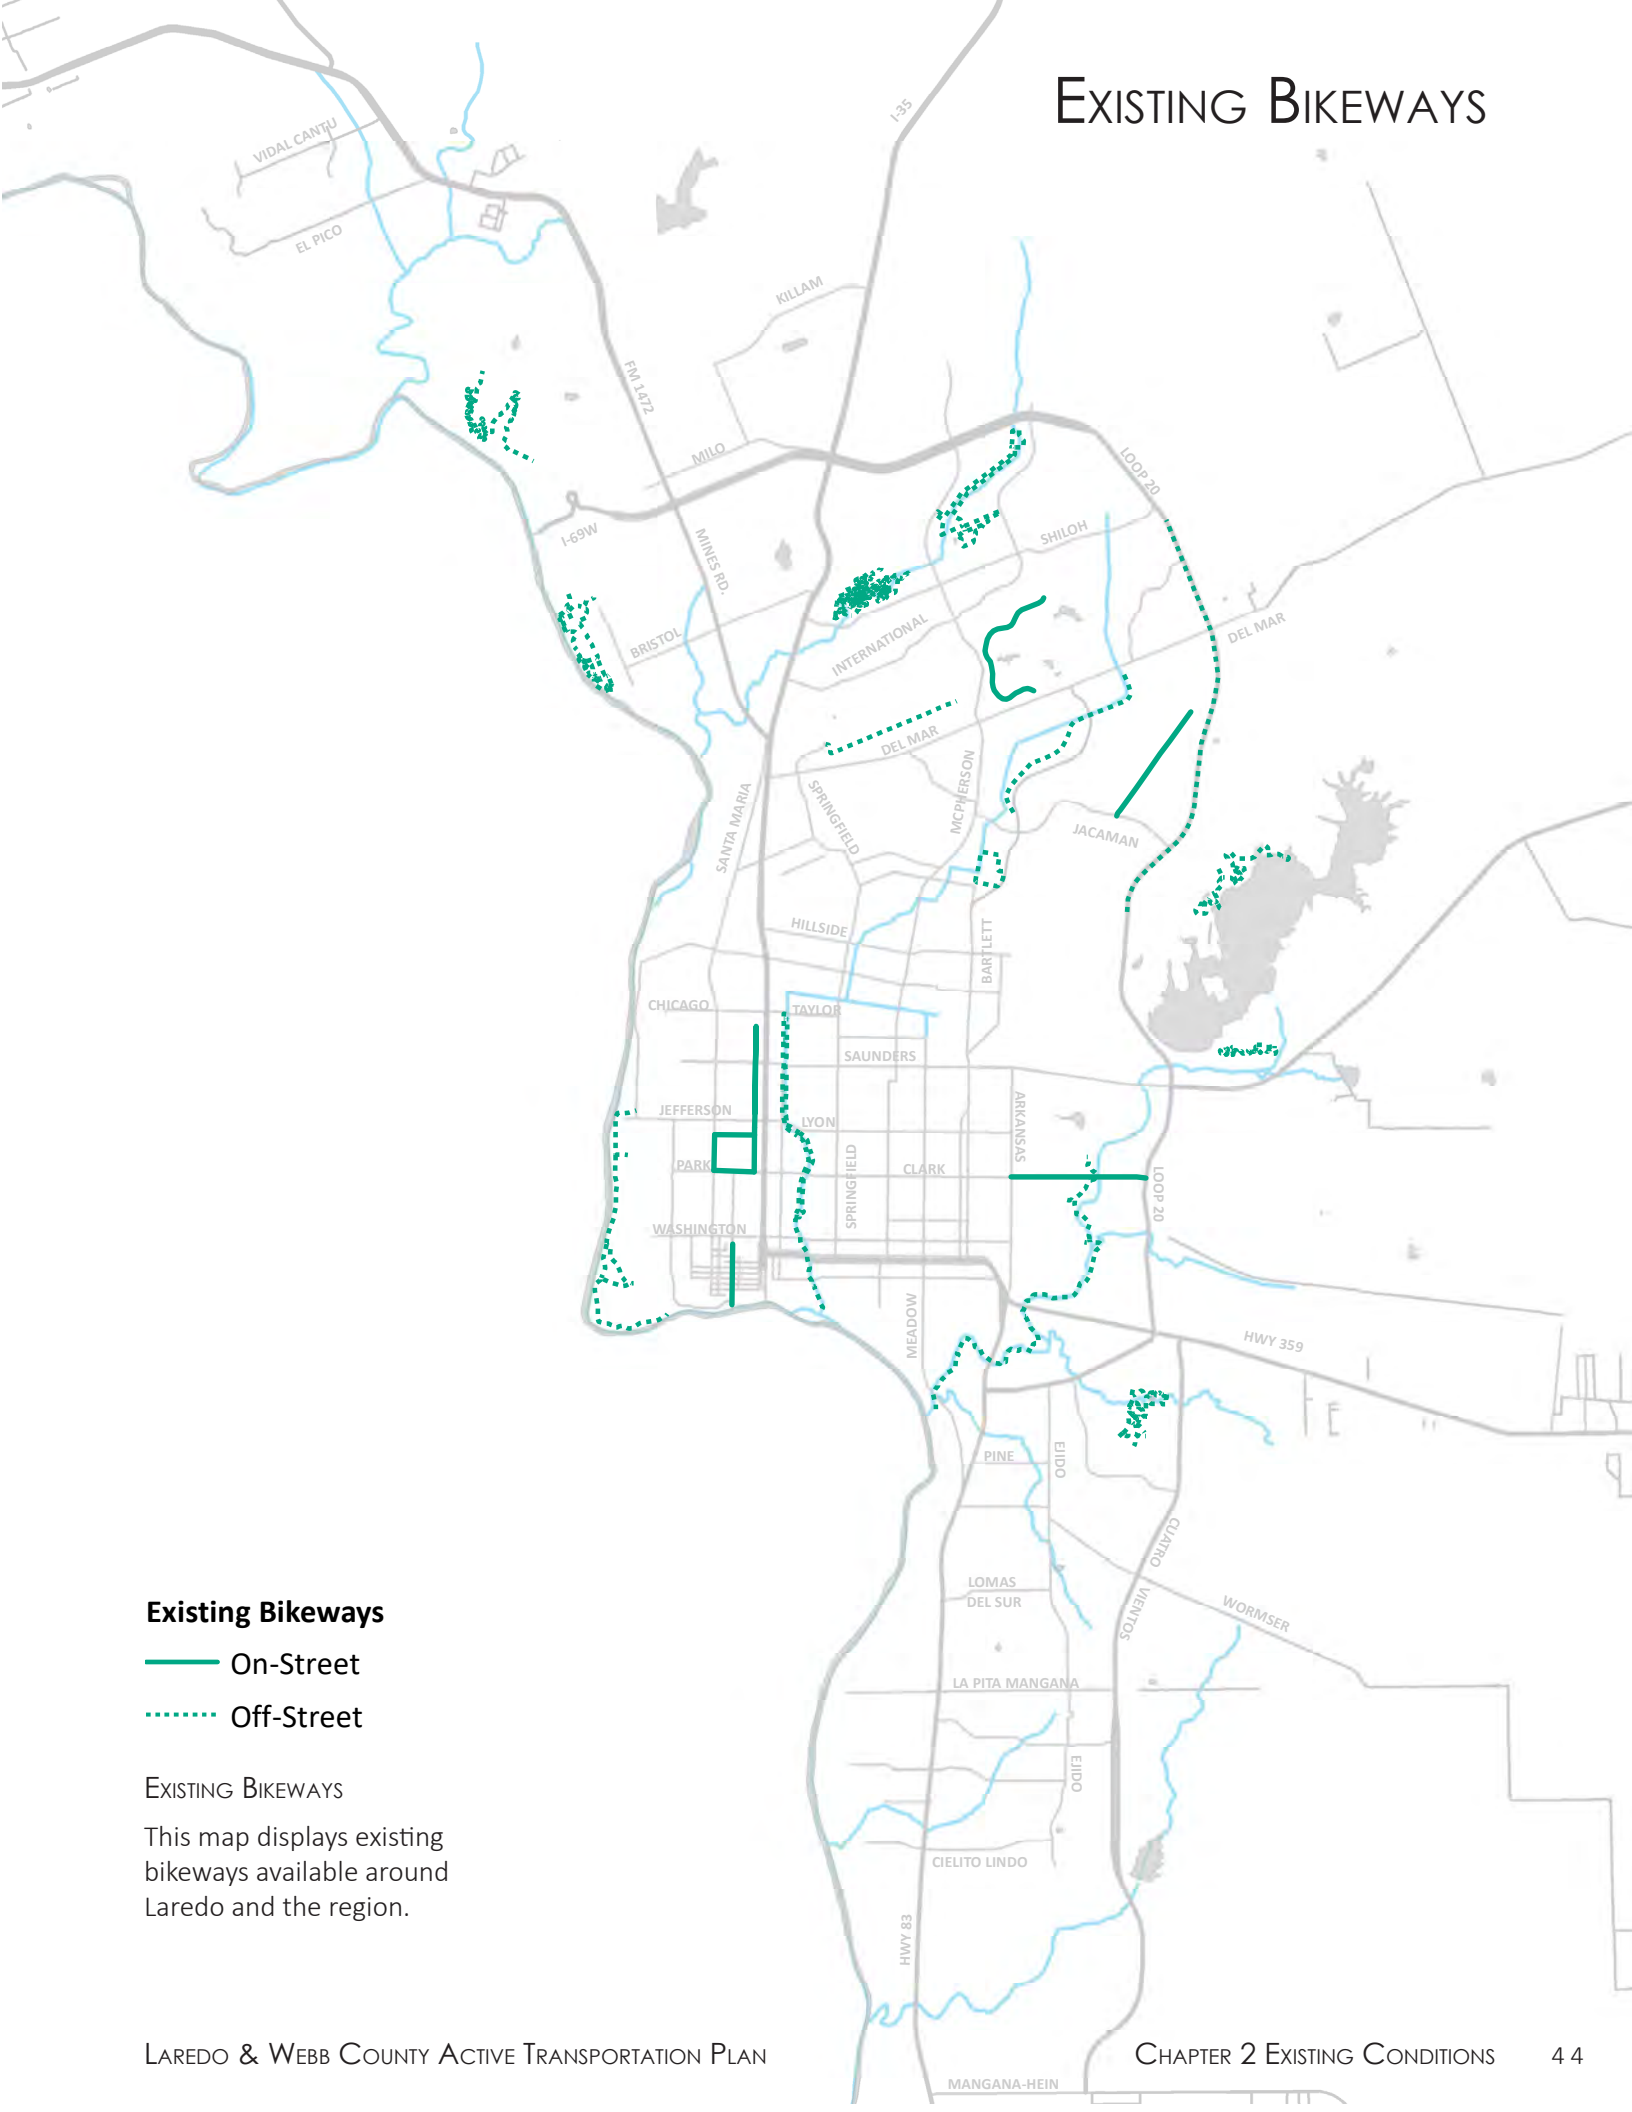 Existing Bikeways
I-35
VIDAL CANTU
EL PICO
KILLAM
FM 1472
MILO
LOOP 20
I-69W
MINES RD.
SHILOH
BRISTOL
INTERNATIONAL
DEL MAR
DEL MAR
SANTA MARIA
SPRINGFIELD
MCPHERSON
JACAMAN
HILLSIDE
BARTLETT
CHICAGO
TAYLOR
SAUNDERS
JEFFERSON
LYON
ARKANSAS
PARK
SPRINGFIELD
CLARK
LOOP 20
WASHINGTON
MEADOW
HWY 359
PINE
EJIDO
CUATRO
VIENTOS
LOMAS
DEL SUR
WORMSER
LA PITA MANGANA
EJIDO
CIELITO LINDO
HWY 83
MANGANA-HEIN
Existing Bikeways
On-Street
Off-Street
Existing Bikeways
This map displays existing
bikeways available around
Laredo and the region.
Laredo & Webb County Active Transportation Plan
Chapter 2 Existing Conditions 44